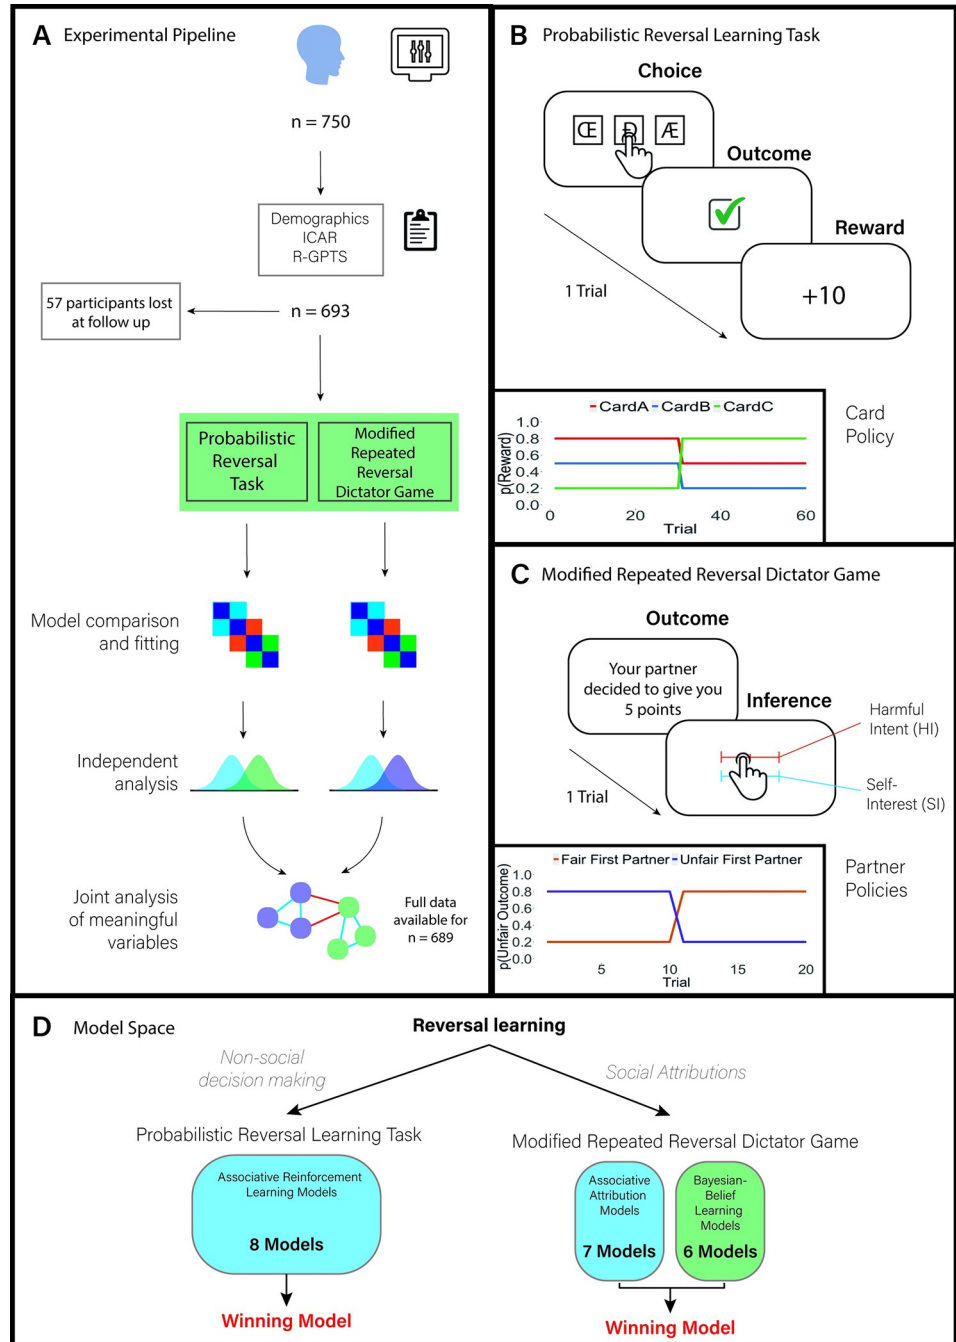 A Experimental Pipeline
n = 750
Demographics
ICAR
R-GPTS
57 participants lost
at follow up
n = 693
Probabilistic
Reversal
Task
Modified
Repeated
Reversal
Dictator Game
Model comparison
and fitting
Independent
analysis
Joint analysis
of meaningful
variables
Full data
available for
n = 689
B Probabilistic Reversal Learning Task
Choice
Œ Ð Æ
Outcome
Reward
+10
1 Trial
CardA CardB CardC
p(Reward)
1.0
0.8
0.6
0.4
0.2
0.0
0 20 40 60
Trial
Card
Policy
C Modified Repeated Reversal Dictator Game
Outcome
Your partner
decided to give you
5 points
Inference
Harmful
Intent (HI)
Self-
Interest (SI)
1 Trial
Fair First Partner Unfair First Partner
p(Unfair Outcome)
1.0
0.8
0.6
0.4
0.2
0.0
5 10 15 20
Trial
Partner
Policies
D Model Space
Reversal learning
Non-social
decision making
Social Attributions
Probabilistic Reversal Learning Task
Associative Reinforcement
Learning Models
8 Models
Winning Model
Modified Repeated Reversal Dictator Game
Associative
Attribution
Models
7 Models
Bayesian-
Belief
Learning
Models
6 Models
Winning Model